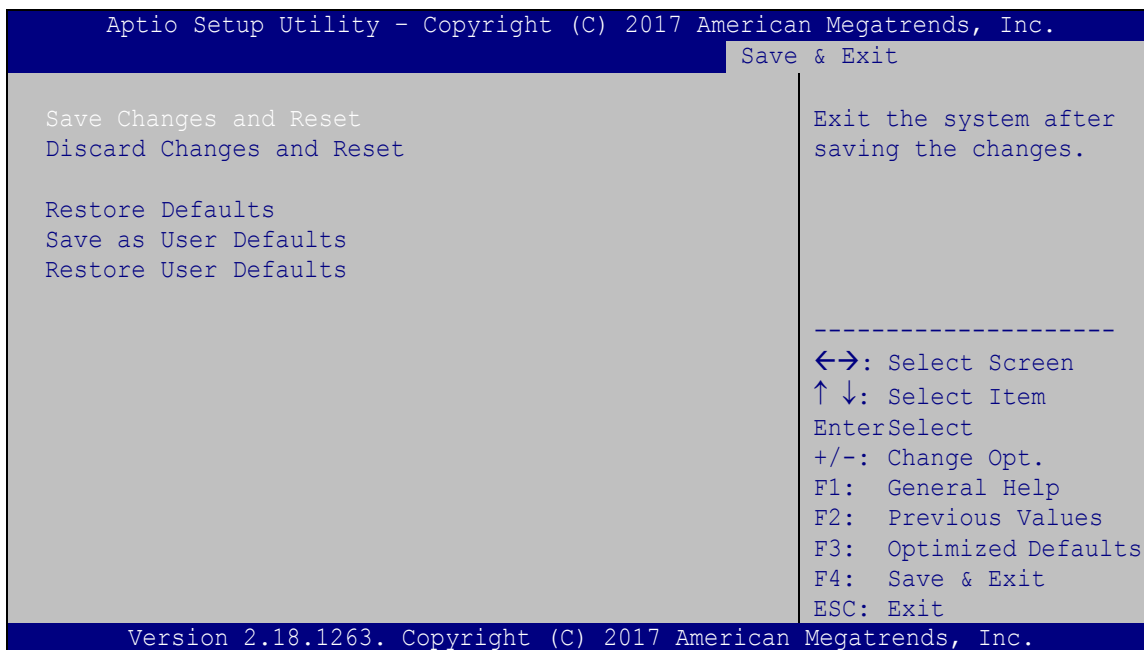 Aptio Setup Utility – Copyright (C) 2017 American Megatrends, Inc.
Save & Exit
Save Changes and Reset
Discard Changes and Reset
Restore Defaults
Save as User Defaults
Restore User Defaults
Exit the system after
saving the changes.
---------------------
←→: Select Screen
↑ ↓: Select Item
EnterSelect
+/-: Change Opt.
F1: General Help
F2: Previous Values
F3: Optimized Defaults
F4: Save & Exit
ESC: Exit
Version 2.18.1263. Copyright (C) 2017 American Megatrends, Inc.